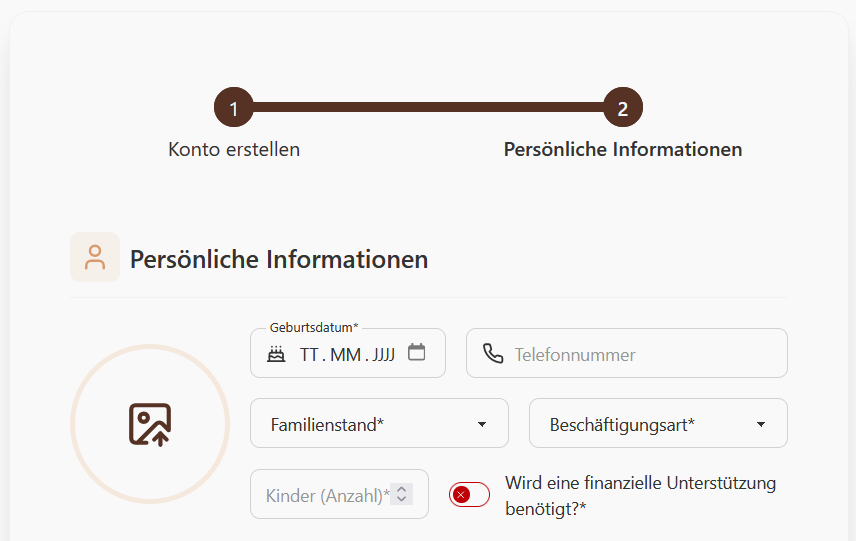 1
2
Konto erstellen
Persönliche Informationen
Persönliche Informationen
Geburtsdatum*
TT.MM.JJJJ
Telefonnummer
Familienstand*
Beschäftigungsart*
Kinder (Anzahl)*
Wird eine finanzielle Unterstützung
benötigt?*